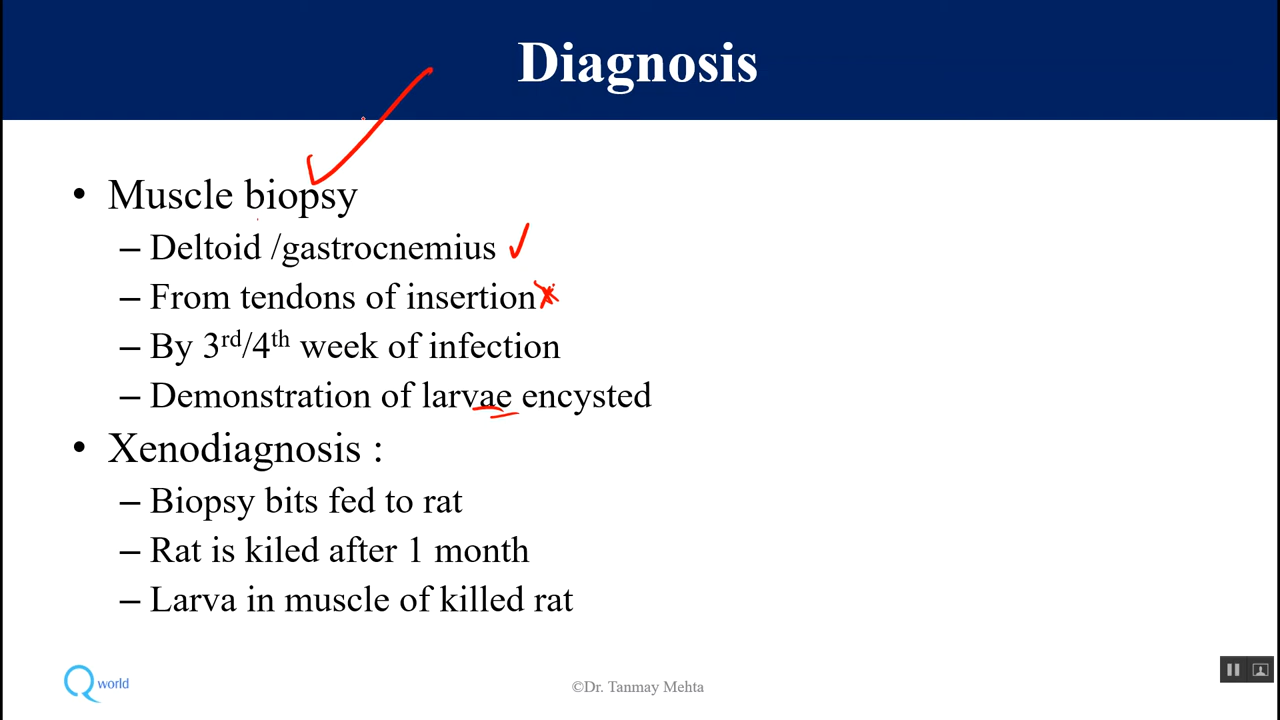 Diagnosis
• Muscle biopsy
– Deltoid /gastrocnemius
– From tendons of insertion
– By 3rd/4th week of infection
– Demonstration of larvae encysted
• Xenodiagnosis :
– Biopsy bits fed to rat
– Rat is kiled after 1 month
– Larva in muscle of killed rat
Q world
©Dr. Tanmay Mehta